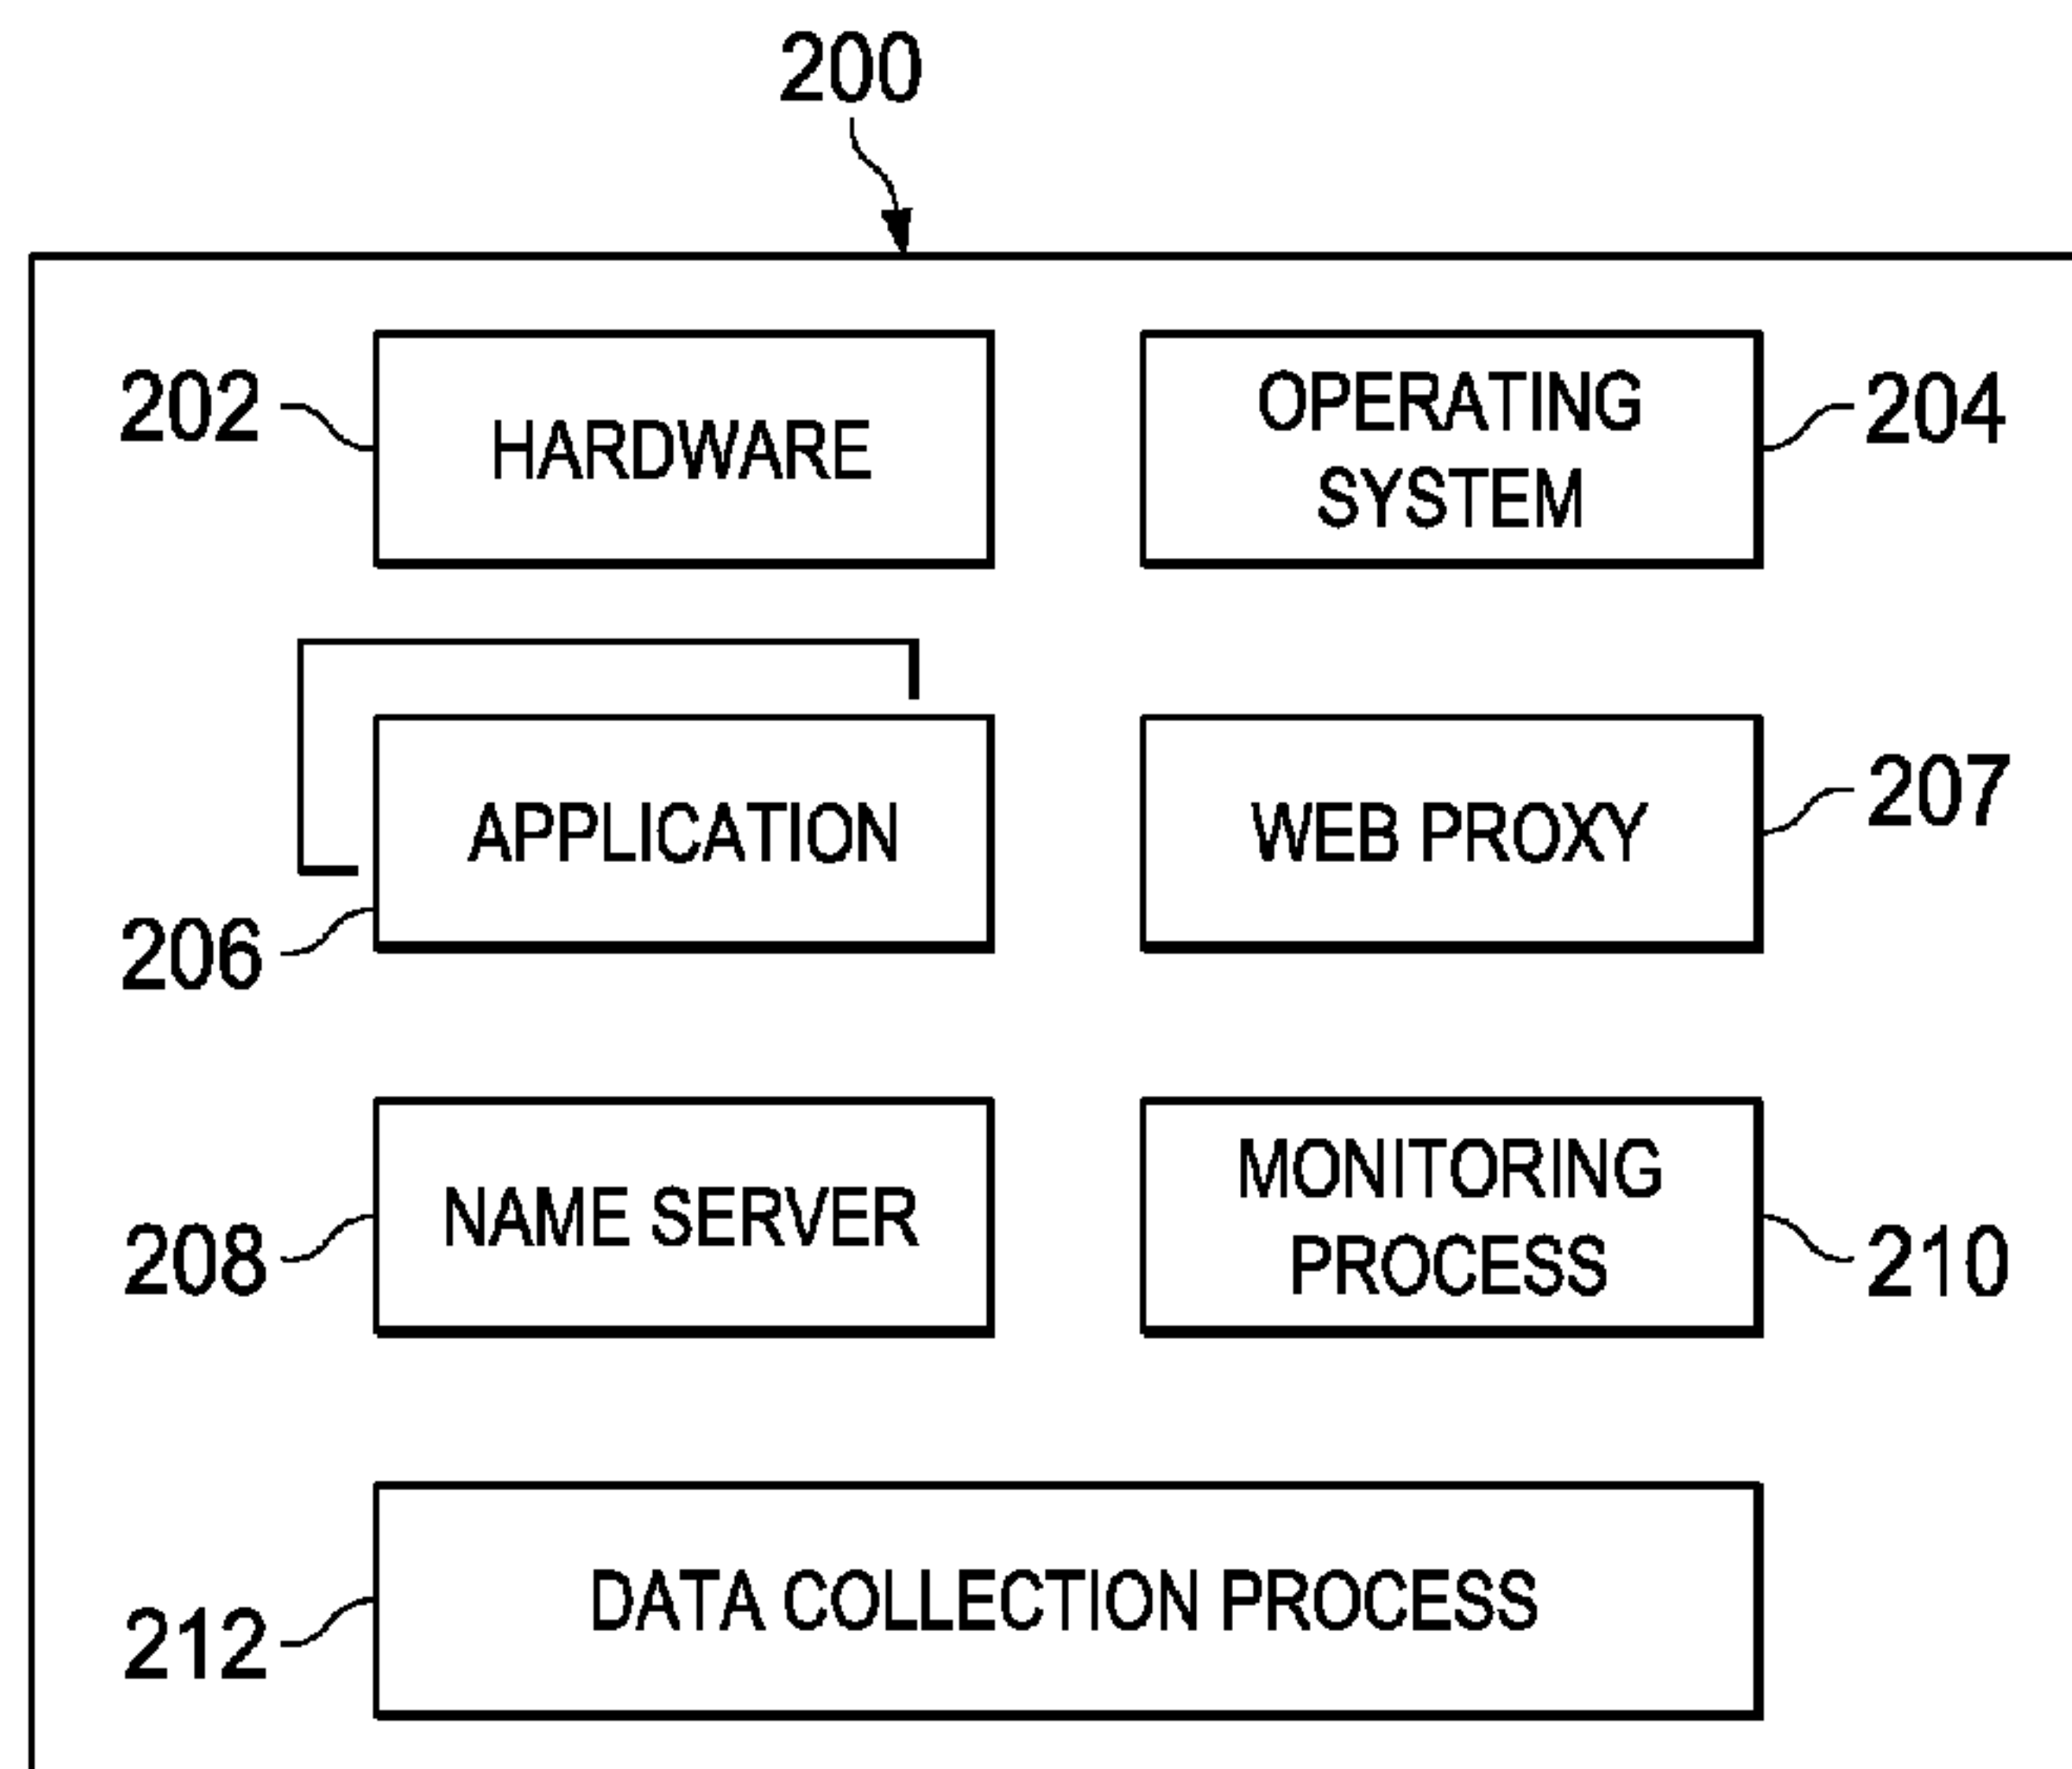 200
202
HARDWARE
OPERATING
SYSTEM
204
APPLICATION
206
WEB PROXY
207
NAME SERVER
208
MONITORING
PROCESS
210
DATA COLLECTION PROCESS
212